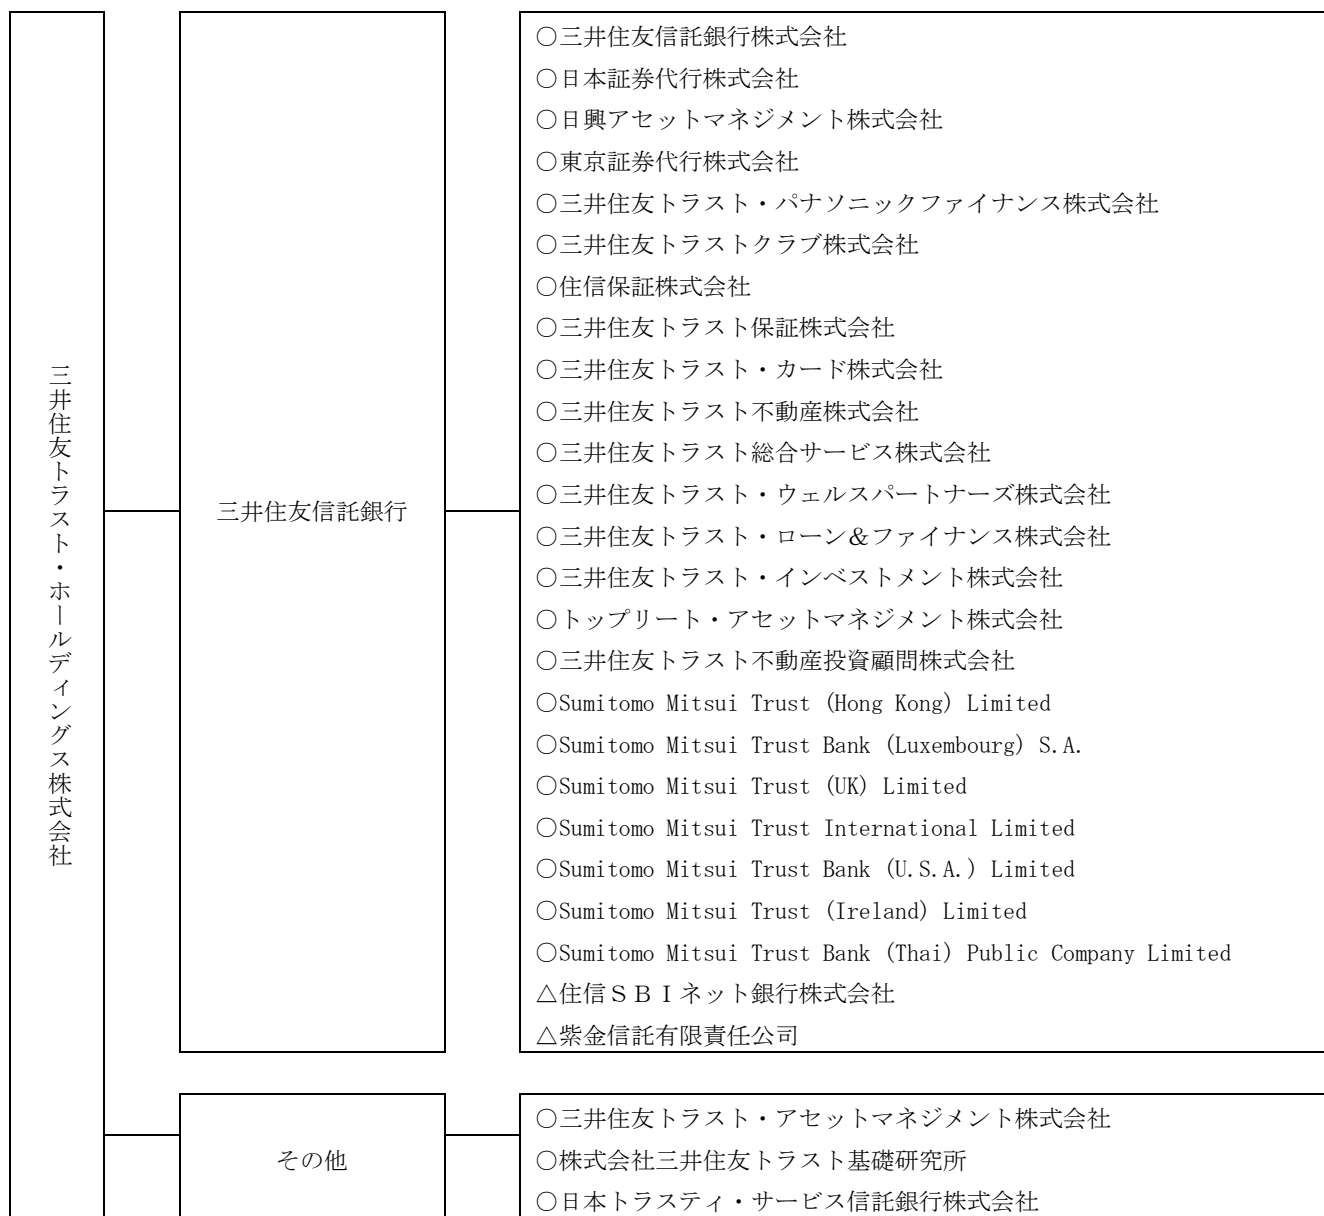 三井住友トラスト・ホールディングス株式会社
三井住友信託銀行
○三井住友信託銀行株式会社
○日本証券代行株式会社
○日興アセットマネジメント株式会社
○東京証券代行株式会社
○三井住友トラスト・パナソニックファイナンス株式会社
○三井住友トラストクラブ株式会社
○住信保証株式会社
○三井住友トラスト保証株式会社
○三井住友トラスト・カード株式会社
○三井住友トラスト不動産株式会社
○三井住友トラスト総合サービス株式会社
○三井住友トラスト・ウェルスパートナーズ株式会社
○三井住友トラスト・ローン＆ファイナンス株式会社
○三井住友トラスト・インベストメント株式会社
○トップリート・アセットマネジメント株式会社
○三井住友トラスト不動産投資顧問株式会社
○Sumitomo Mitsui Trust (Hong Kong) Limited
○Sumitomo Mitsui Trust Bank (Luxembourg) S.A.
○Sumitomo Mitsui Trust (UK) Limited
○Sumitomo Mitsui Trust International Limited
○Sumitomo Mitsui Trust Bank (U.S.A.) Limited
○Sumitomo Mitsui Trust (Ireland) Limited
○Sumitomo Mitsui Trust Bank (Thai) Public Company Limited
△住信ＳＢＩネット銀行株式会社
△紫金信託有限責任公司
その他
○三井住友トラスト・アセットマネジメント株式会社
○株式会社三井住友トラスト基礎研究所
○日本トラスティ・サービス信託銀行株式会社